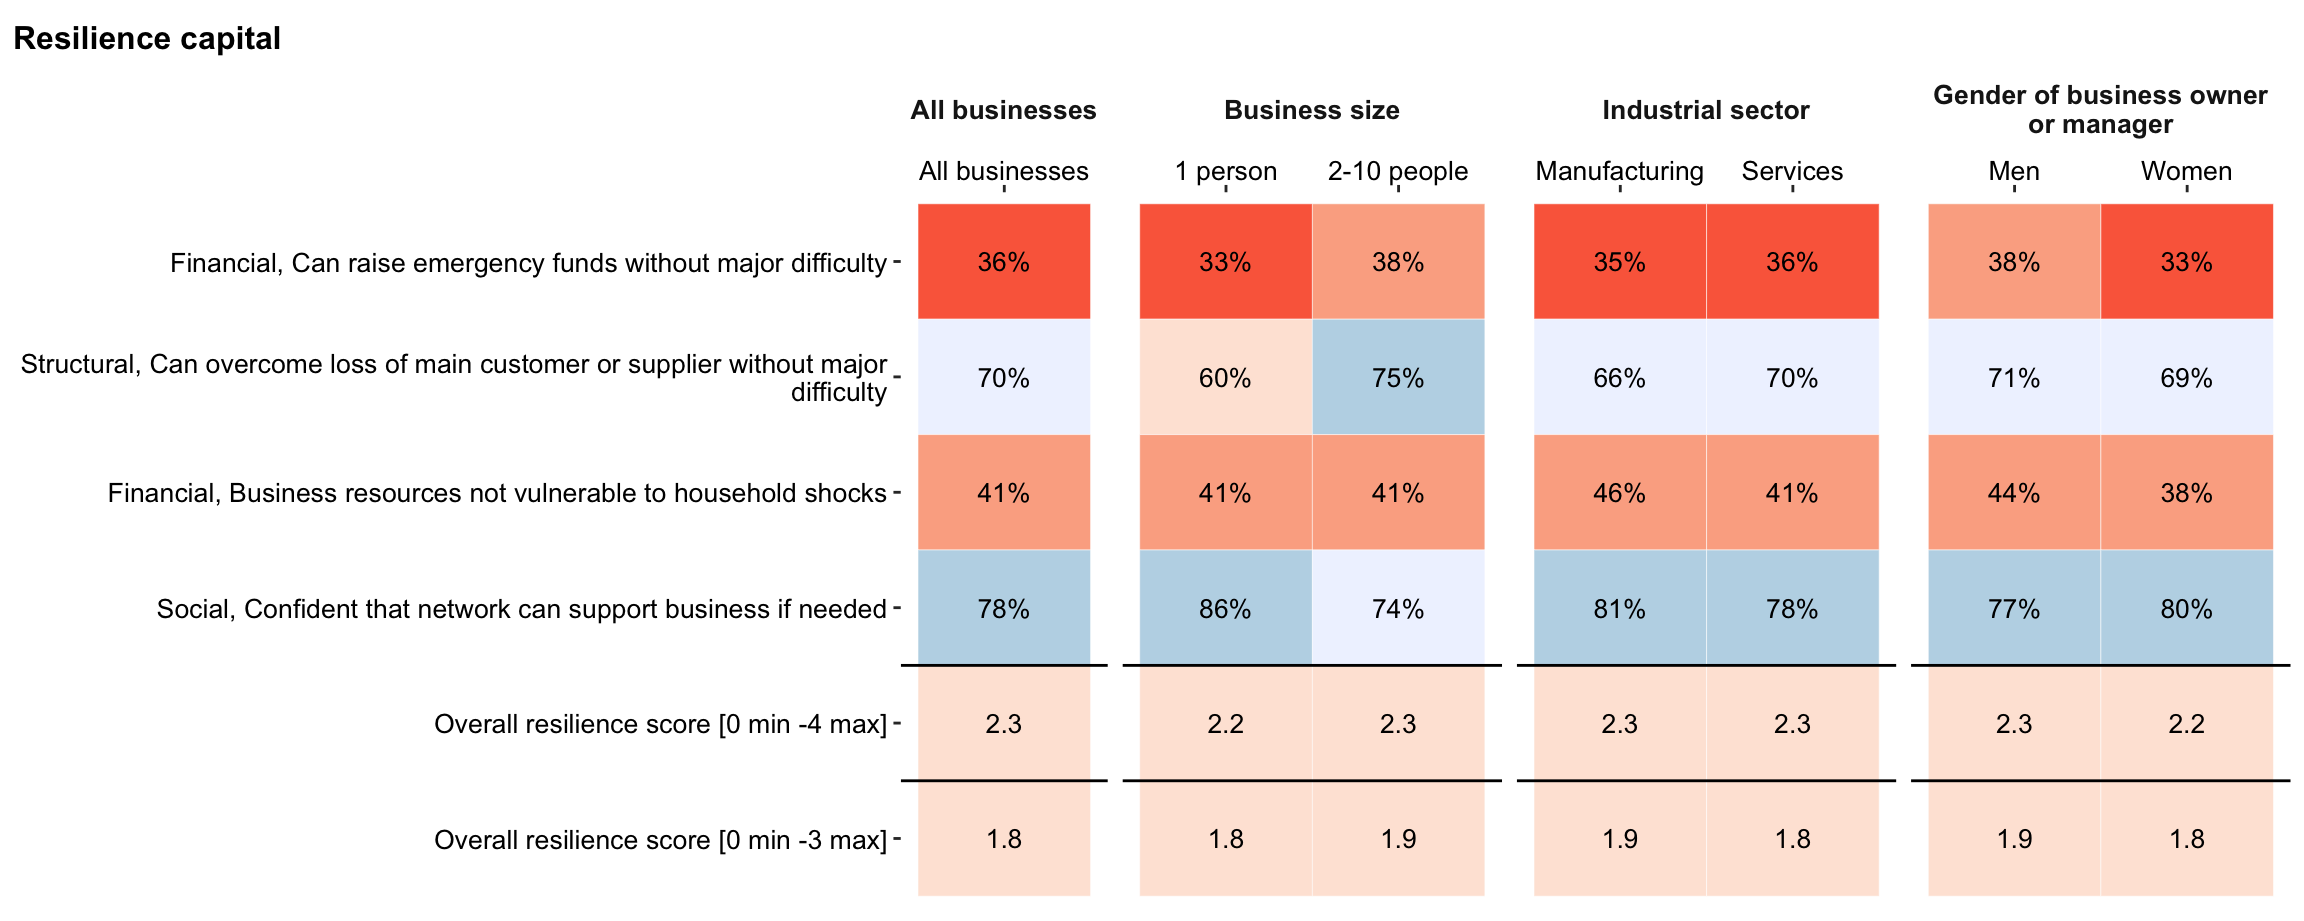 Resilience capital
All businesses
Business size
Industrial sector
Gender of business owner
or manager
All businesses
1 person
2-10 people
Manufacturing
Services
Men
Women
Financial, Can raise emergency funds without major difficulty
36%
33%
38%
35%
36%
38%
33%
Structural, Can overcome loss of main customer or supplier without major
difficulty
70%
60%
75%
66%
70%
71%
69%
Financial, Business resources not vulnerable to household shocks
41%
41%
41%
46%
41%
44%
38%
Social, Confident that network can support business if needed
78%
86%
74%
81%
78%
77%
80%
Overall resilience score [0 min -4 max]
2.3
2.2
2.3
2.3
2.3
2.3
2.2
Overall resilience score [0 min -3 max]
1.8
1.8
1.9
1.9
1.8
1.9
1.8